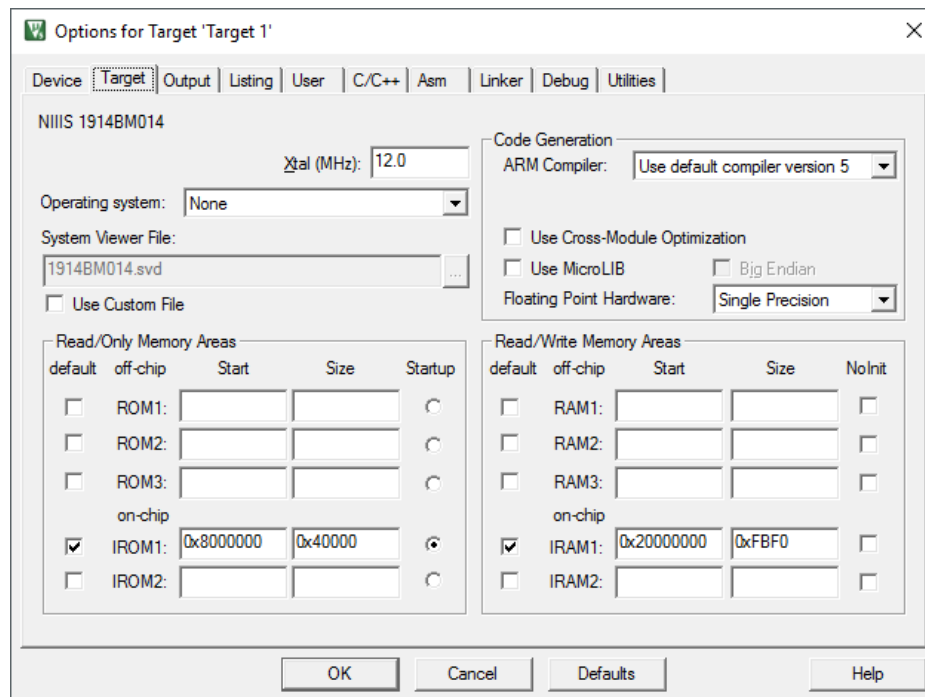 Options for Target 'Target 1'
Device Target Output Listing User C/C++ Asm Linker Debug Utilities
NIIIS 1914BM014
Xtal (MHz): 12.0
Operating system: None
System Viewer File:
1914BM014.svd ...
Use Custom File
Code Generation
ARM Compiler: Use default compiler version 5
Use Cross-Module Optimization
Use MicroLIB Big Endian
Floating Point Hardware: Single Precision
Read/Only Memory Areas
default off-chip Start Size Startup
ROM1:
ROM2:
ROM3:
on-chip
IROM1: 0x8000000 0x40000
IROM2:
Read/Write Memory Areas
default off-chip Start Size NoInit
RAM1:
RAM2:
RAM3:
on-chip
IRAM1: 0x20000000 0xFBF0
IRAM2:
OK Cancel Defaults Help